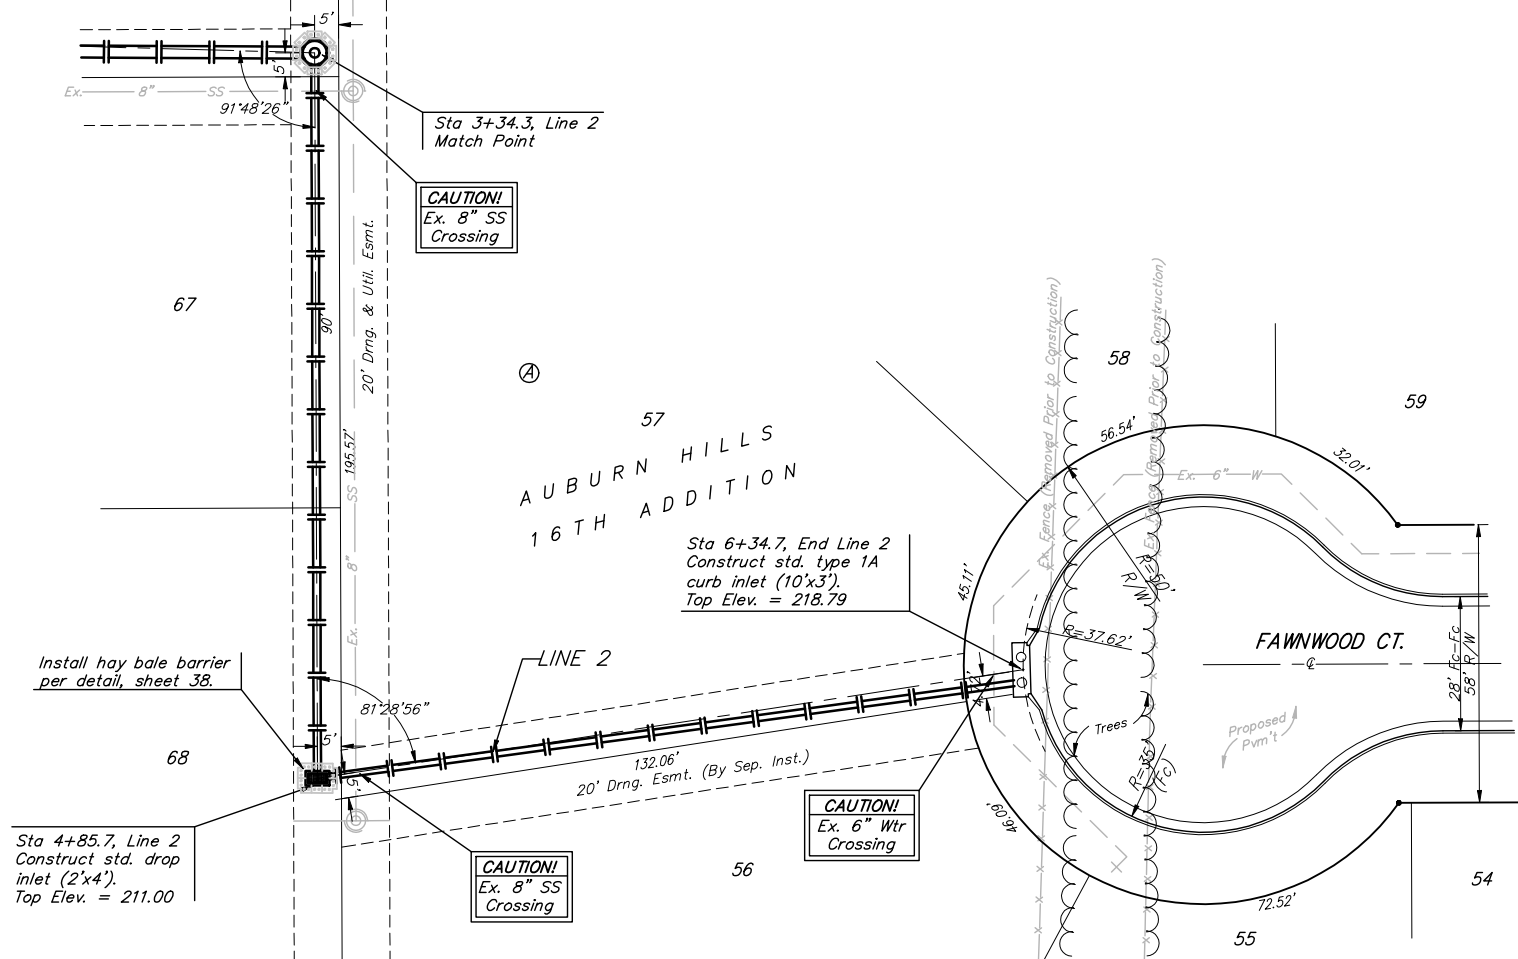 5'
5'
Ex. 8" SS
91°48'26"
Sta 3+34.3, Line 2
Match Point
CAUTION!
Ex. 8" SS
Crossing
20' Drng. & Util. Esmt.
67
90'
A
57
AUBURN HILLS
16TH ADDITION
195.57'
Ex. 8" SS
58
59
Ex. Fence (Removed Prior to Construction)
Ex. Fence (Removed Prior to Construction)
56.54'
32.01'
Ex. 6" W
45.11'
R=50'
R/W
Sta 6+34.7, End Line 2
Construct std. type 1A
curb inlet (10'x3').
Top Elev. = 218.79
R=37.62'
FAWNWOOD CT.
28' Fc-Fc
58' R/W
Install hay bale barrier
per detail, sheet 38.
LINE 2
81°28'56"
5'
5'
68
132.06'
20' Drng. Esmt. (By Sep. Inst.)
Trees
Proposed
Pvm't
R=35'
(Fc)
CAUTION!
Ex. 6" Wtr
Crossing
46.09'
Sta 4+85.7, Line 2
Construct std. drop
inlet (2'x4').
Top Elev. = 211.00
CAUTION!
Ex. 8" SS
Crossing
56
72.52'
55
54